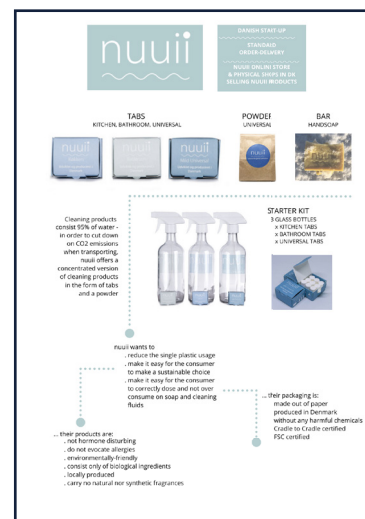 nuuii
DANISH START-UP
STANDAID
ORDER-DELIVERY
NUUII ONLINI STORE
& PHYSICAL SHIPS IN DK
SELLING NUUII PRODUCTS
TABS
KITCHEN, BATHROOM, UNIVERSAL
POWDEF
UNIVERSAL
BAR
HANDSOAP
nuuii
nuuii
Cleaning products
consist 95% of water -
in order to cut down
on CO2 emissions
when transporting,
nuuii offers a
concentrated version
of cleaning products
in the form of tabs
and a powder
STARTER KIT
3 GLASS BOTTLES
x KITCHEN TABS
x BATHROOM TABS
x UNIVERSAL TABS
nuuii wants to
. reduce the single plastic usage
. make it easy for the consumer
to make a sustainable choice
. make it easy for the consumer
to correctly dose and not over
consume on soap and cleaning
fluids
... their packaging is:
made out of paper
produced in Denmark
without any harmful chemicals
Cradle to Cradle certified
FSC certified
... their products are:
. not hormone disturbing
. do not evocate allergies
. environmentally-friendly
. consist only of biological ingredients
. locally produced
. carry no natural nor synthetic fragrances